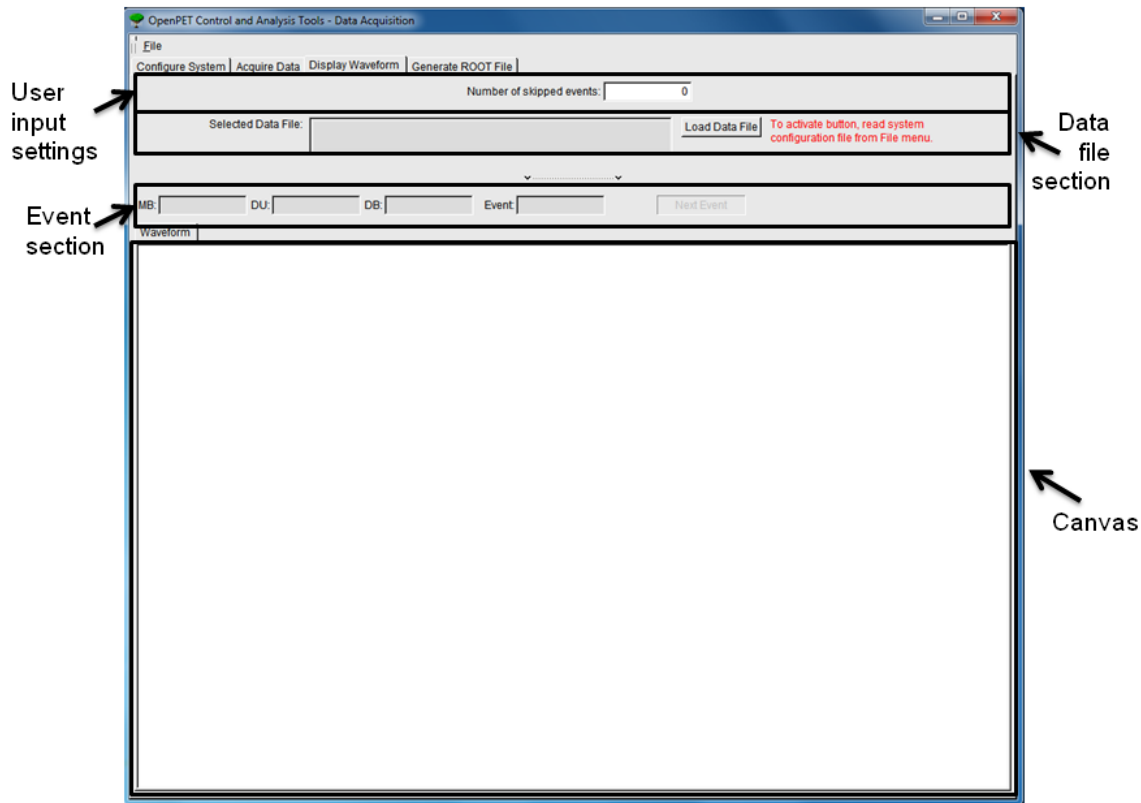 OpenPET Control and Analysis Tools - Data Acquisition
File
Configure System Acquire Data Display Waveform Generate ROOT File
User
input
settings
Number of skipped events: 0
Selected Data File: Load Data File To activate button, read system
configuration file from File menu.
Data
file
section
Event
section
MB: DU: DB: Event: Next Event
Waveform
Canvas